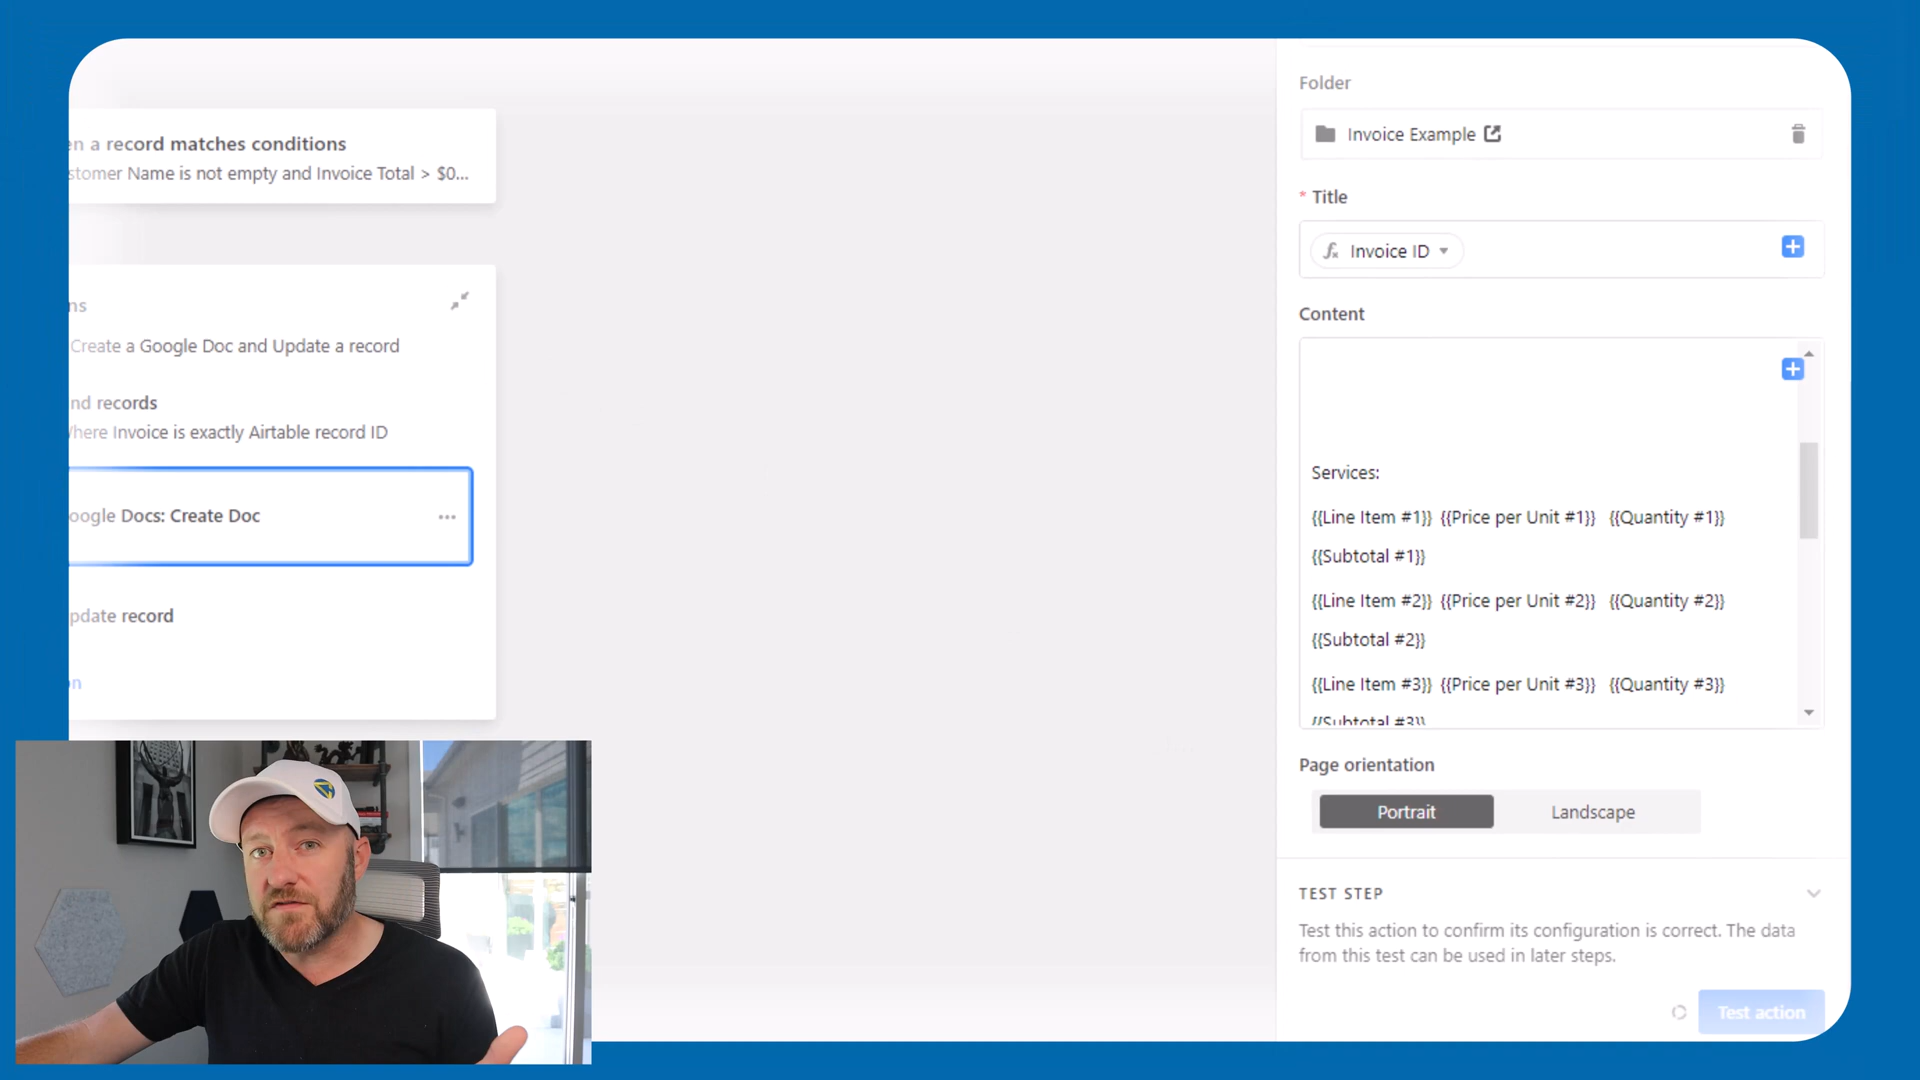 en a record matches conditions
stomer Name is not empty and Invoice Total > $0...
ns
Create a Google Doc and Update a record
nd records
here Invoice is exactly Airtable record ID
oogle Docs: Create Doc
pdate record
on
Folder
Invoice Example
* Title
Invoice ID
Content
Services:
{{Line Item #1}} {{Price per Unit #1}} {{Quantity #1}}
{{Subtotal #1}}
{{Line Item #2}} {{Price per Unit #2}} {{Quantity #2}}
{{Subtotal #2}}
{{Line Item #3}} {{Price per Unit #3}} {{Quantity #3}}
{{Subtotal #3}}
Page orientation
Portrait Landscape
TEST STEP
Test this action to confirm its configuration is correct. The data
from this test can be used in later steps.
Test action